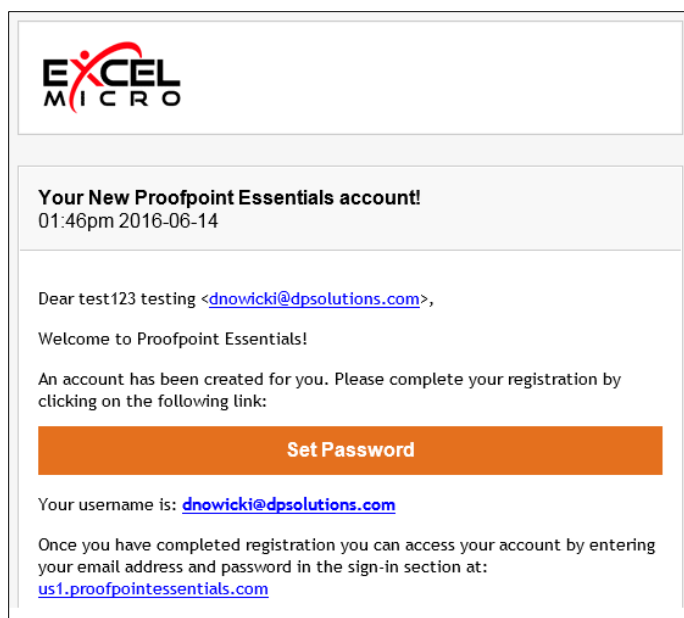 EXCEL
MICRO
Your New Proofpoint Essentials account!
01:46pm 2016-06-14
Dear test123 testing <dnowicki@dpsolutions.com>,
Welcome to Proofpoint Essentials!
An account has been created for you. Please complete your registration by
clicking on the following link:
Set Password
Your username is: dnowicki@dpsolutions.com
Once you have completed registration you can access your account by entering
your email address and password in the sign-in section at:
us1.proofpointessentials.com